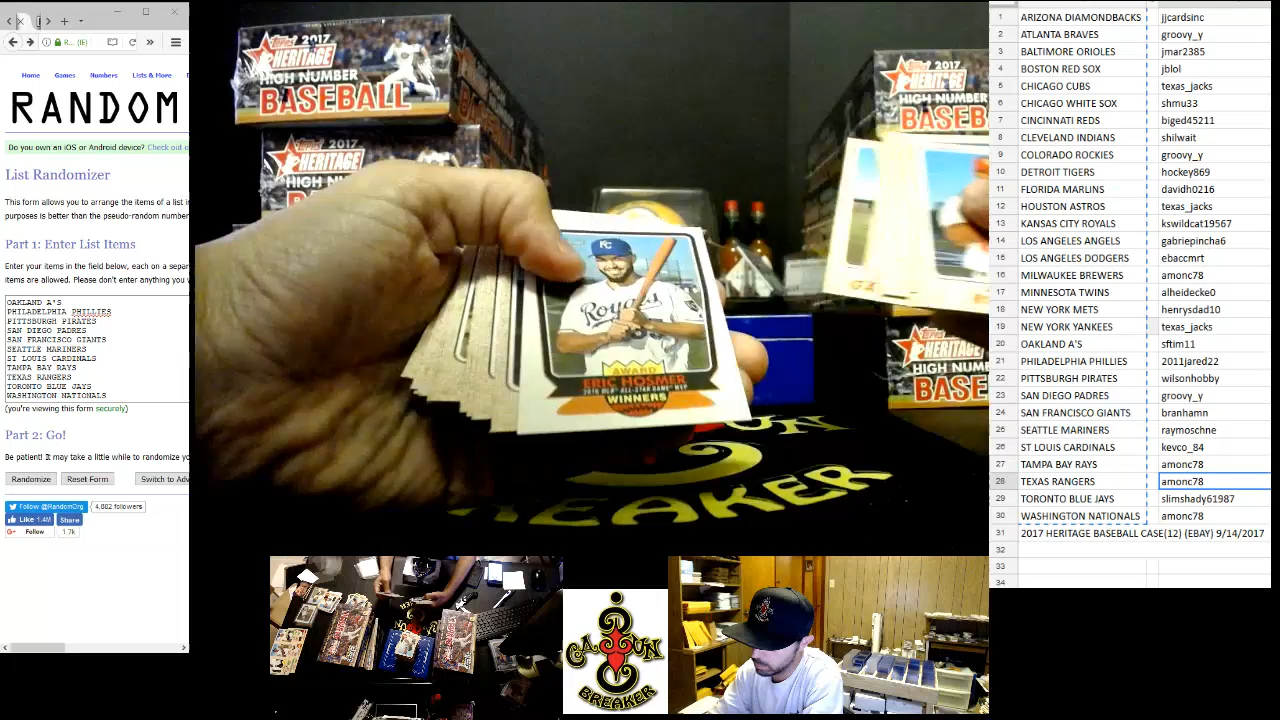 R... (IE)
Home Games Numbers Lists & More
RANDOM
Do you own an iOS or Android device? Check out
List Randomizer
This form allows you to arrange the items of a list in
purposes is better than the pseudo-random number
Part 1: Enter List Items
Enter your items in the field below, each on a separ
items are allowed. Please don't enter anything you w
OAKLAND A'S
PHILADELPHIA PHILLIES
PITTSBURGH PIRATES
SAN DIEGO PADRES
SAN FRANCISCO GIANTS
SEATTLE MARINERS
ST LOUIS CARDINALS
TAMPA BAY RAYS
TEXAS RANGERS
TORONTO BLUE JAYS
WASHINGTON NATIONALS
(you're viewing this form securely)
Part 2: Go!
Be patient! It may take a little while to randomize you
Randomize Reset Form Switch to Adv
Follow @RandomOrg 4,882 followers
Like 1.4M Share
Follow 1.7k
Topps 2017
HERITAGE
HIGH NUMBER
BASEBALL
Topps 2017
HERITAGE
HIGH NU
BA
2017
HERITAGE
HIGH NUMBE
BASEB
HERITAGE
HIGH NUMB
BASEB
KC
Royals
AWARD
ERIC HOSMER
2016 MLB ALL-STAR GAME MVP
WINNERS
BREAKER
CAJUN
BREAKER
1 ARIZONA DIAMONDBACKS jjcardsinc
2 ATLANTA BRAVES groovy_y
3 BALTIMORE ORIOLES jmar2385
4 BOSTON RED SOX jblol
5 CHICAGO CUBS texas_jacks
6 CHICAGO WHITE SOX shmu33
7 CINCINNATI REDS biged45211
8 CLEVELAND INDIANS shilwait
9 COLORADO ROCKIES groovy_y
10 DETROIT TIGERS hockey869
11 FLORIDA MARLINS davidh0216
12 HOUSTON ASTROS texas_jacks
13 KANSAS CITY ROYALS kswildcat19567
14 LOS ANGELES ANGELS gabriepincha6
15 LOS ANGELES DODGERS ebaccmrt
16 MILWAUKEE BREWERS amonc78
17 MINNESOTA TWINS alheidecke0
18 NEW YORK METS henrysdad10
19 NEW YORK YANKEES texas_jacks
20 OAKLAND A'S sftim11
21 PHILADELPHIA PHILLIES 2011jared22
22 PITTSBURGH PIRATES wilsonhobby
23 SAN DIEGO PADRES groovy_y
24 SAN FRANCISCO GIANTS branhamn
25 SEATTLE MARINERS raymoschne
26 ST LOUIS CARDINALS kevco_84
27 TAMPA BAY RAYS amonc78
28 TEXAS RANGERS amonc78
29 TORONTO BLUE JAYS slimshady61987
30 WASHINGTON NATIONALS amonc78
31 2017 HERITAGE BASEBALL CASE(12) (EBAY) 9/14/2017
32
33
34